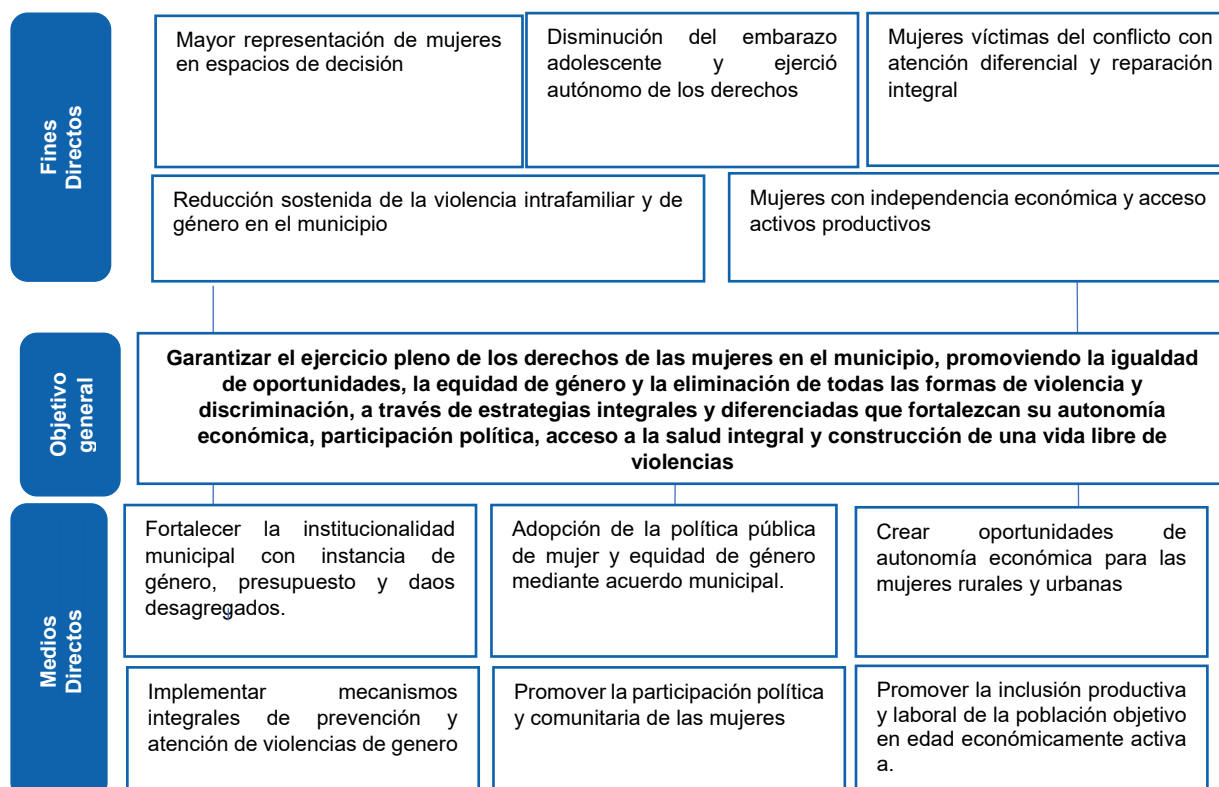 Fines
Directos
Mayor representación de mujeres
en espacios de decisión
Disminución del embarazo
adolescente y ejerció
autónomo de los derechos
Mujeres víctimas del conflicto con
atención diferencial y reparación
integral
Reducción sostenida de la violencia intrafamiliar y de
género en el municipio
Mujeres con independencia económica y acceso
activos productivos
Objetivo
general
Garantizar el ejercicio pleno de los derechos de las mujeres en el municipio, promoviendo la igualdad
de oportunidades, la equidad de género y la eliminación de todas las formas de violencia y
discriminación, a través de estrategias integrales y diferenciadas que fortalezcan su autonomía
económica, participación política, acceso a la salud integral y construcción de una vida libre de
violencias
Medios
Directos
Fortalecer la institucionalidad
municipal con instancia de
género, presupuesto y daos
desagregados.
Adopción de la política pública
de mujer y equidad de género
mediante acuerdo municipal.
Crear oportunidades de
autonomía económica para las
mujeres rurales y urbanas
Implementar mecanismos
integrales de prevención y
atención de violencias de genero
Promover la participación política
y comunitaria de las mujeres
Promover la inclusión productiva
y laboral de la población objetivo
en edad económicamente activa
a.